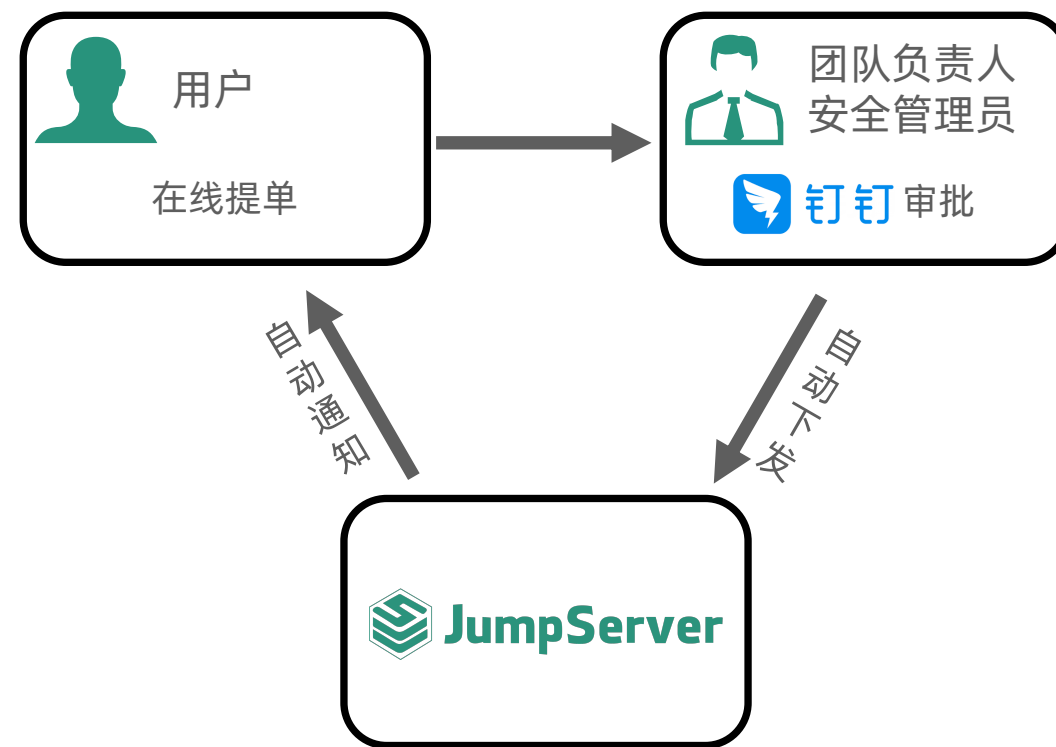 用户
在线提单
团队负责人
安全管理员
钉钉 审批
自动通知
自动下发
JumpServer